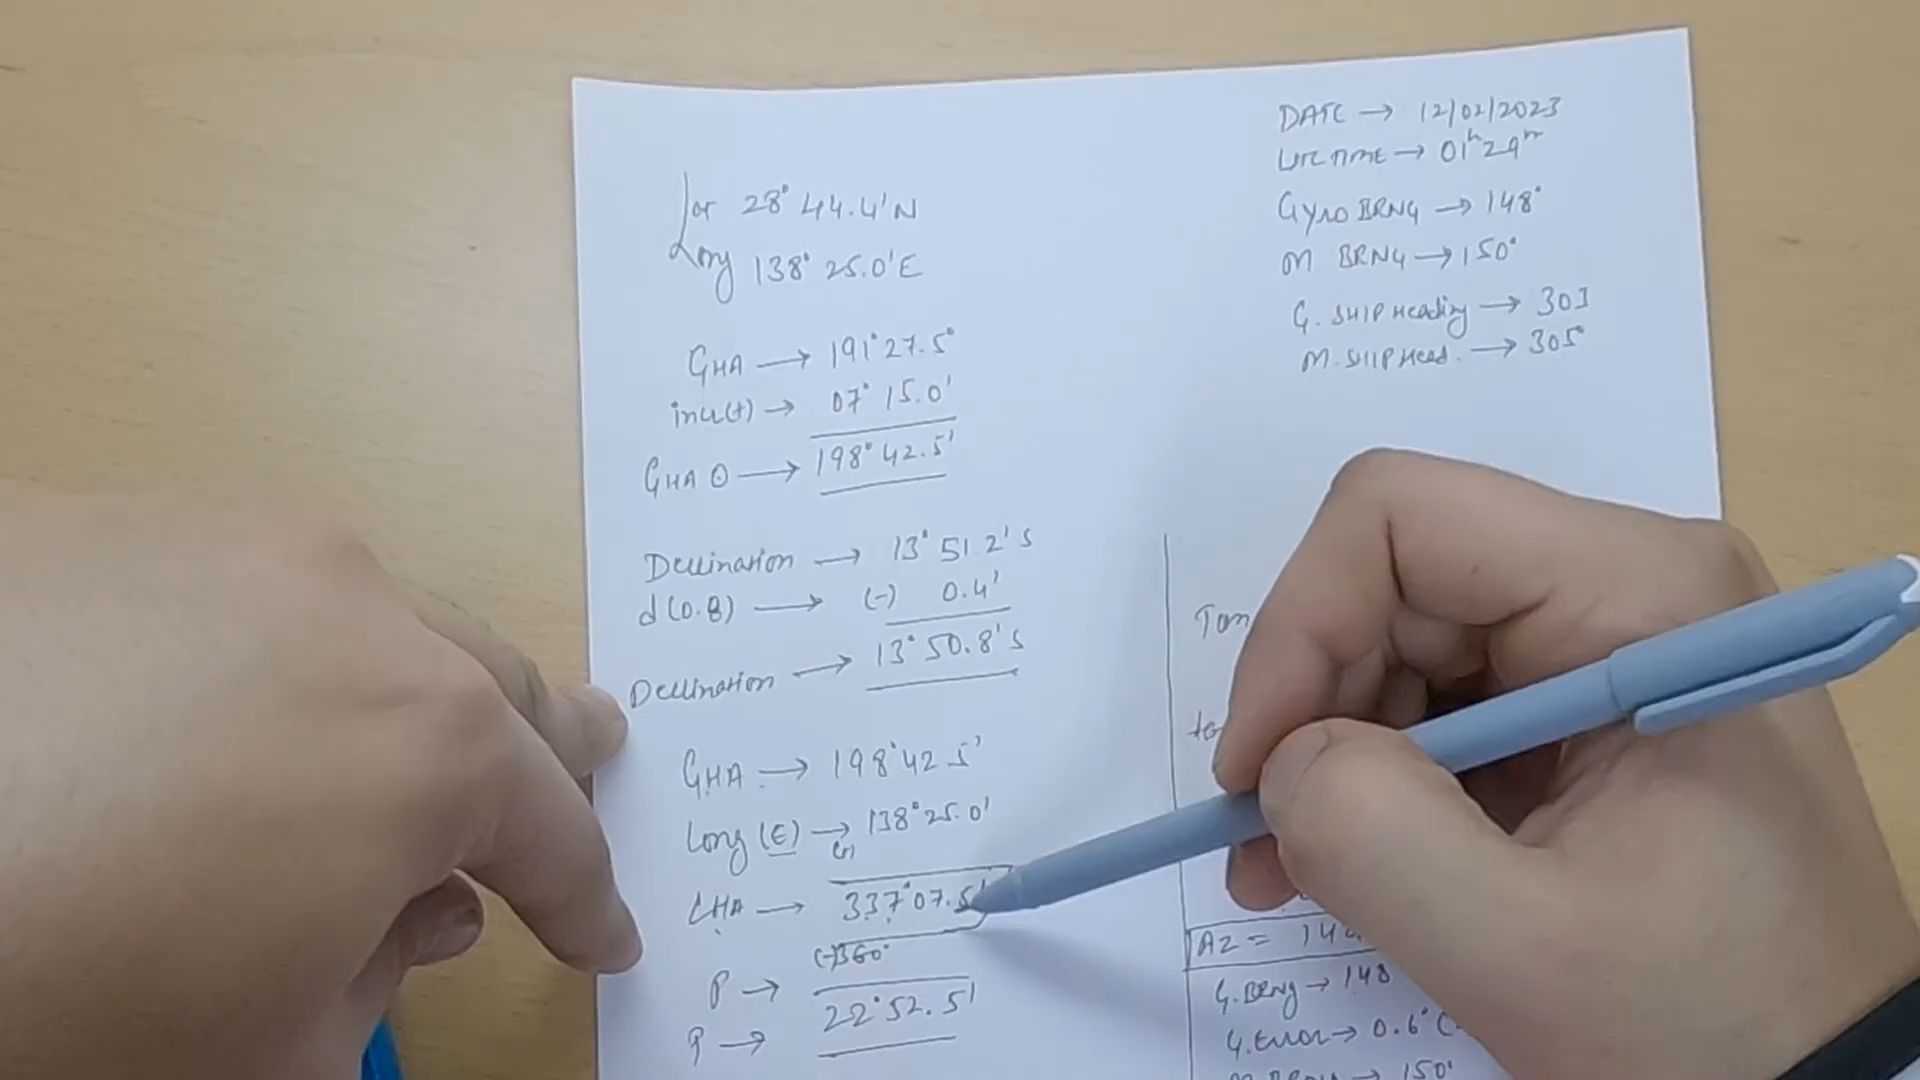 Lat 28° 44.4' N
Long 138° 25.0' E
GHA → 191° 27.5°
incr(+) → 07° 15.0'
GHA ⊙ → 198° 42.5'
Declination → 13° 51.2' S
d(0.8) → (-) 0.4'
Declination → 13° 50.8' S
GHA → 198° 42.5'
Long (E) → 138° 25.0'
(+)
LHA → 337° 07.5'
(-)360°
P →
22° 52.5'
P →
DATE → 12/02/2023
UTC TIME → 01h 29m
Gyro BRNG → 148°
M BRNG → 150°
G. SHIP Heading → 303
M. SHIP Head. → 305°
Tan
AZ =
G.BRNG → 148
G.Error → 0.6°
M BRNG → 150°